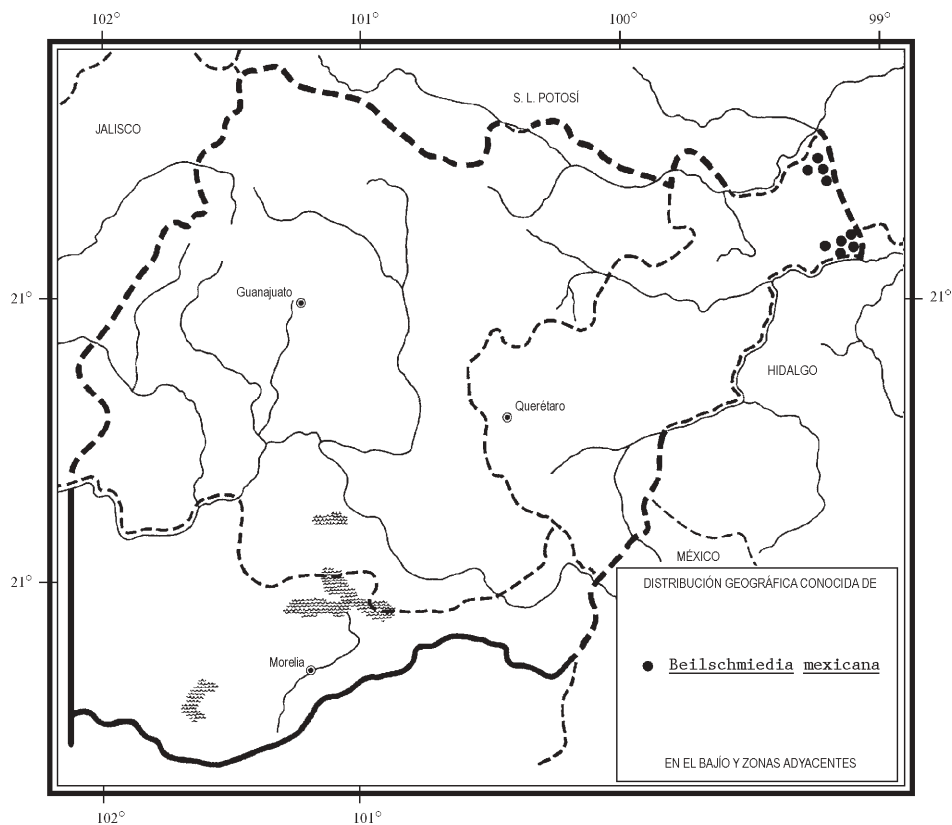 102°
101°
100°
99°
S. L. POTOSÍ
JALISCO
Guanajuato
21°
21°
HIDALGO
Querétaro
MÉXICO
21°
DISTRIBUCIÓN GEOGRÁFICA CONOCIDA DE
Morelia
Beilschmiedia mexicana
EN EL BAJÍO Y ZONAS ADYACENTES
102°
101°